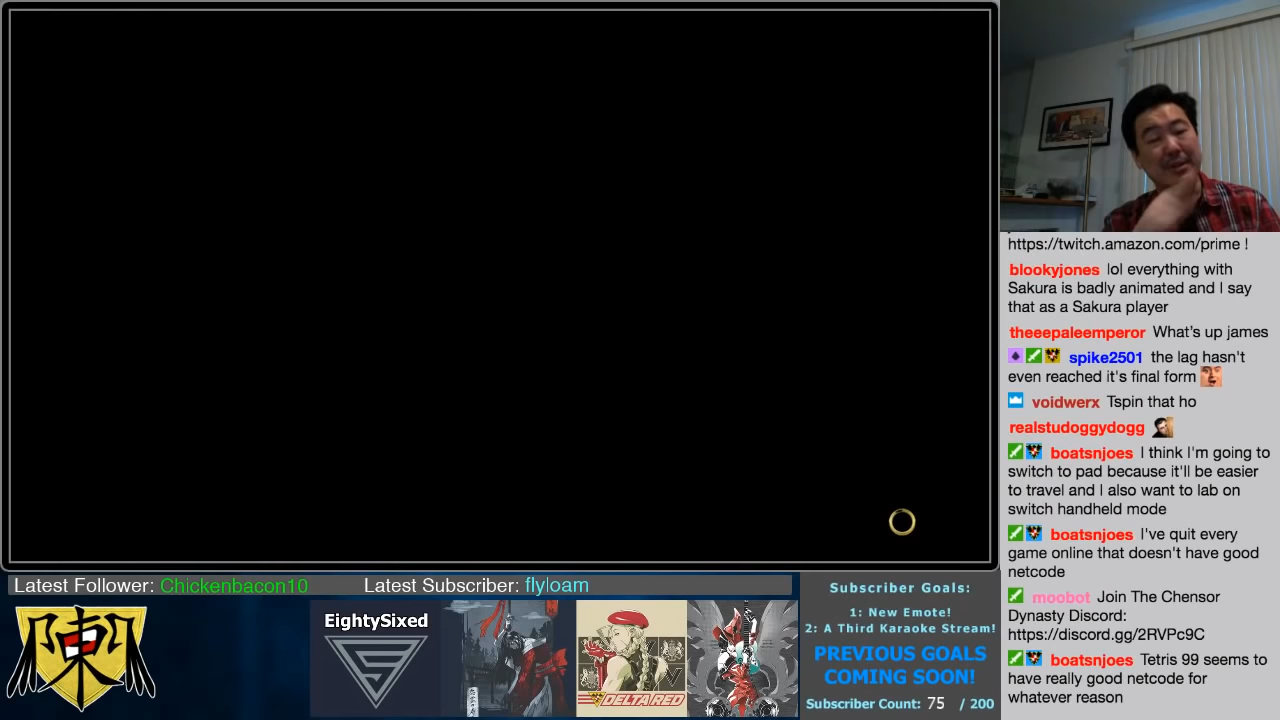 https://twitch.amazon.com/prime !
blookyjones lol everything with
Sakura is badly animated and I say
that as a Sakura player
theeepaleemperor What's up james
spike2501 the lag hasn't
even reached it's final form
voidwerx Tspin that ho
realstudoggydogg
boatsnjoes I think I'm going to
switch to pad because it'll be easier
to travel and I also want to lab on
switch handheld mode
boatsnjoes I've quit every
game online that doesn't have good
netcode
moobot Join The Chensor
Dynasty Discord:
https://discord.gg/2RVPc9C
boatsnjoes Tetris 99 seems to
have really good netcode for
whatever reason
Latest Follower: Chickenbacon10
Latest Subscriber: flyloam
EightySixed
DELTA RED
Subscriber Goals:
1: New Emote!
2: A Third Karaoke Stream!
PREVIOUS GOALS
COMING SOON!
Subscriber Count: 75 / 200